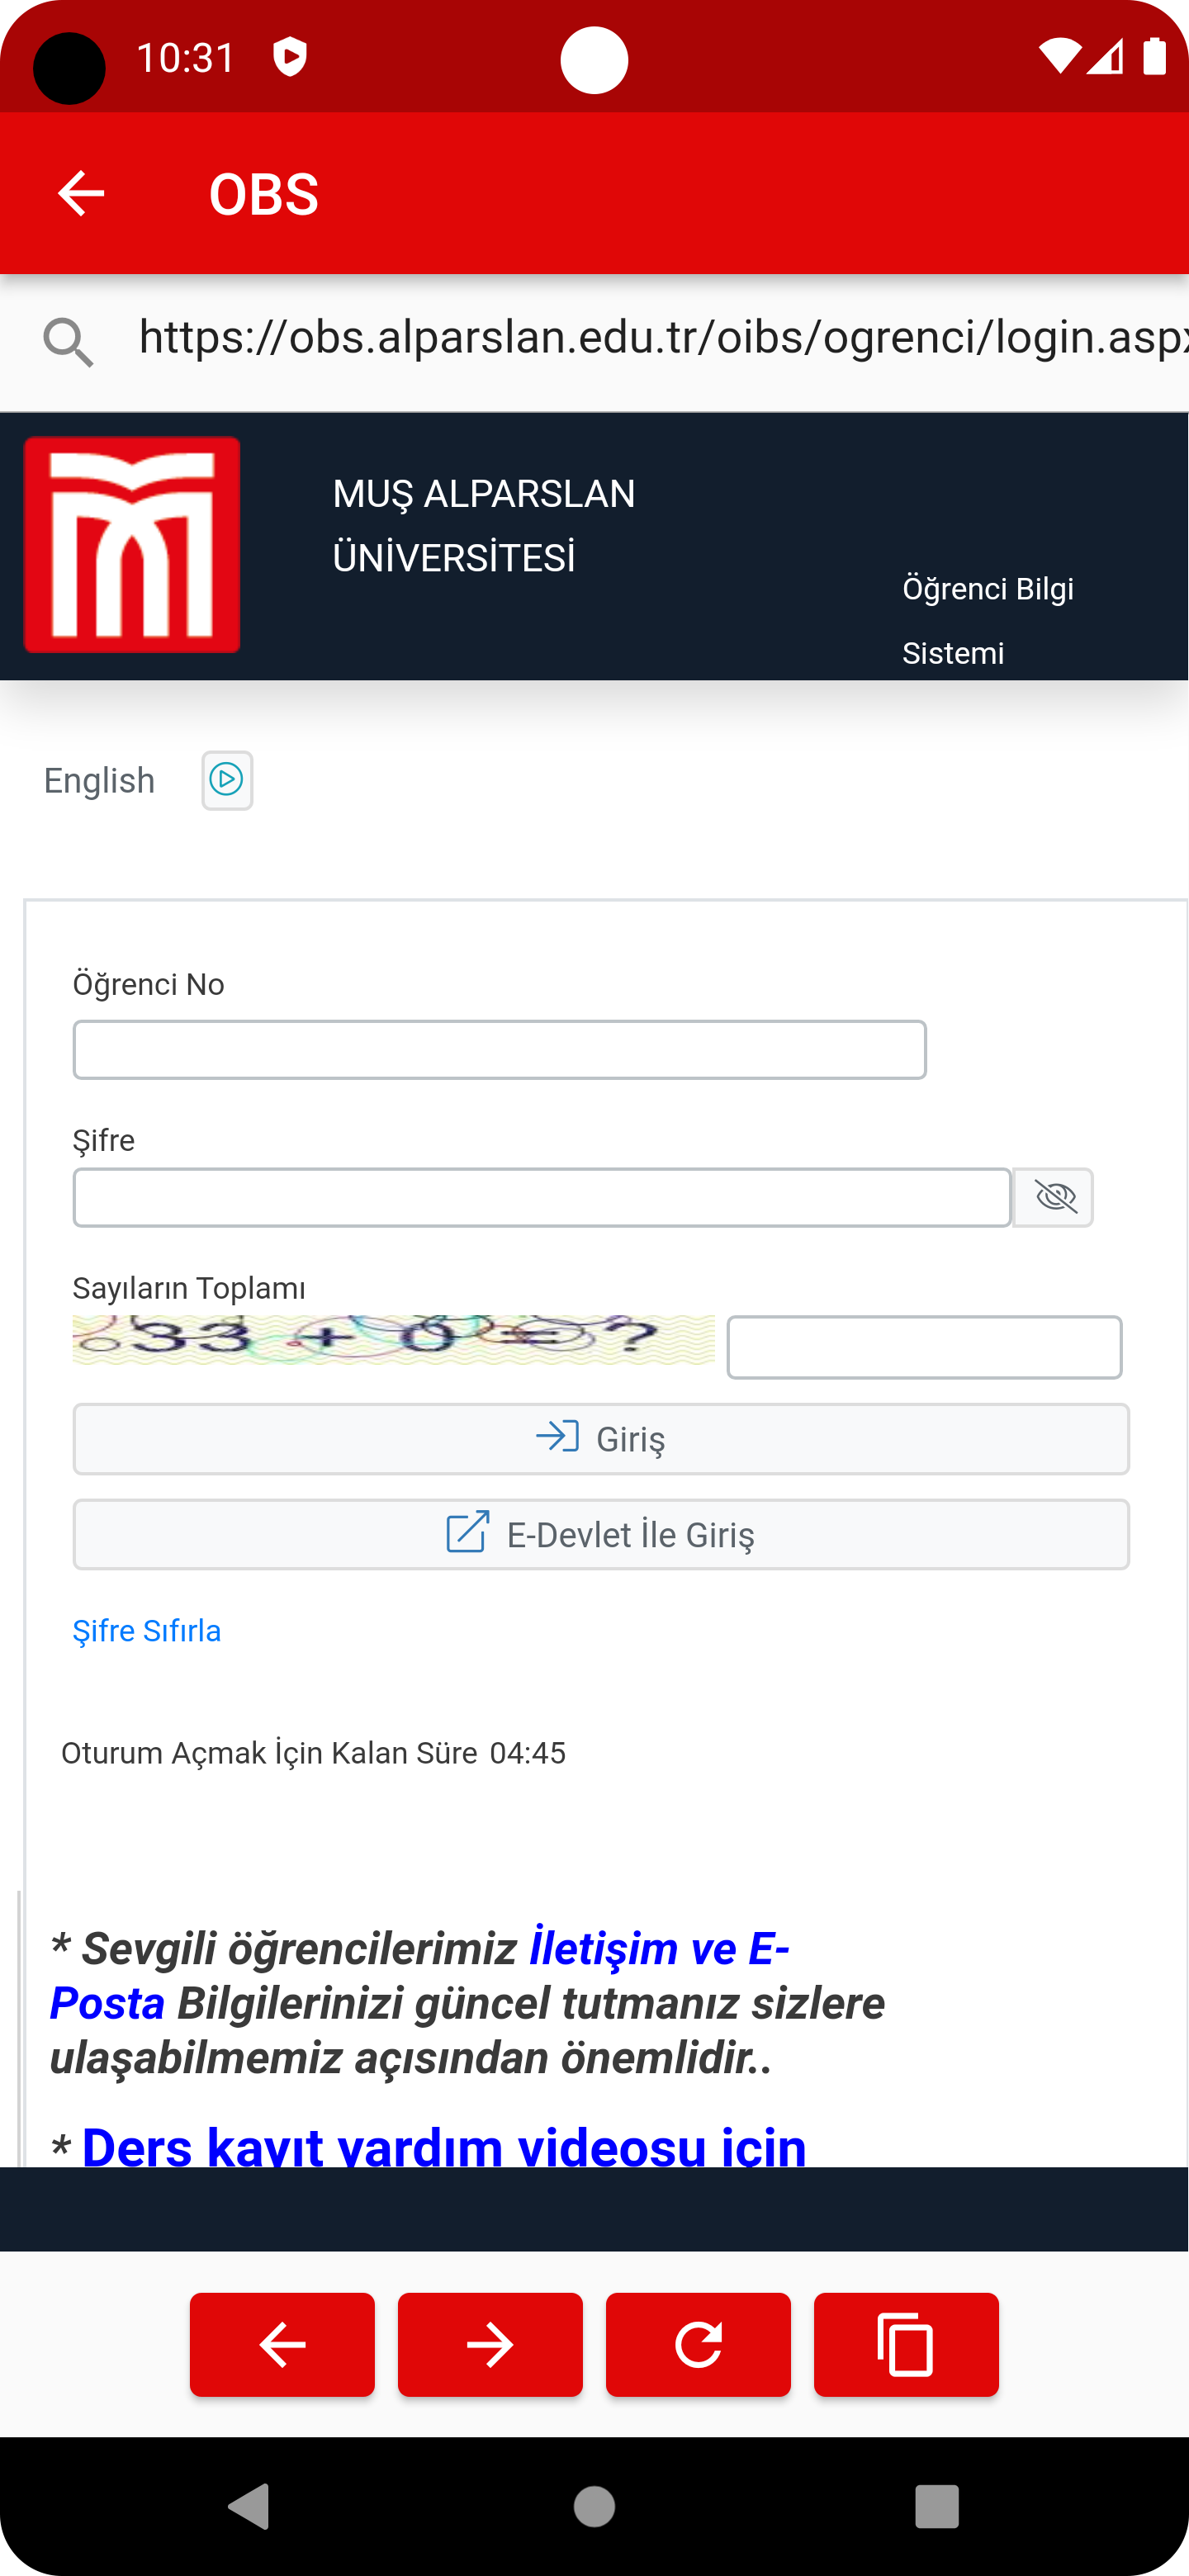 10:31
OBS
https://obs.alparslan.edu.tr/oibs/ogrenci/login.aspx
MUŞ ALPARSLAN
ÜNİVERSİTESİ
Öğrenci Bilgi
Sistemi
English
Öğrenci No
Şifre
Sayıların Toplamı
33 + 0 = ?
Giriş
E-Devlet İle Giriş
Şifre Sıfırla
Oturum Açmak İçin Kalan Süre 04:45
* Sevgili öğrencilerimiz İletişim ve E-
Posta Bilgilerinizi güncel tutmanız sizlere
ulaşabilmemiz açısından önemlidir..
* Ders kayıt yardım videosu için